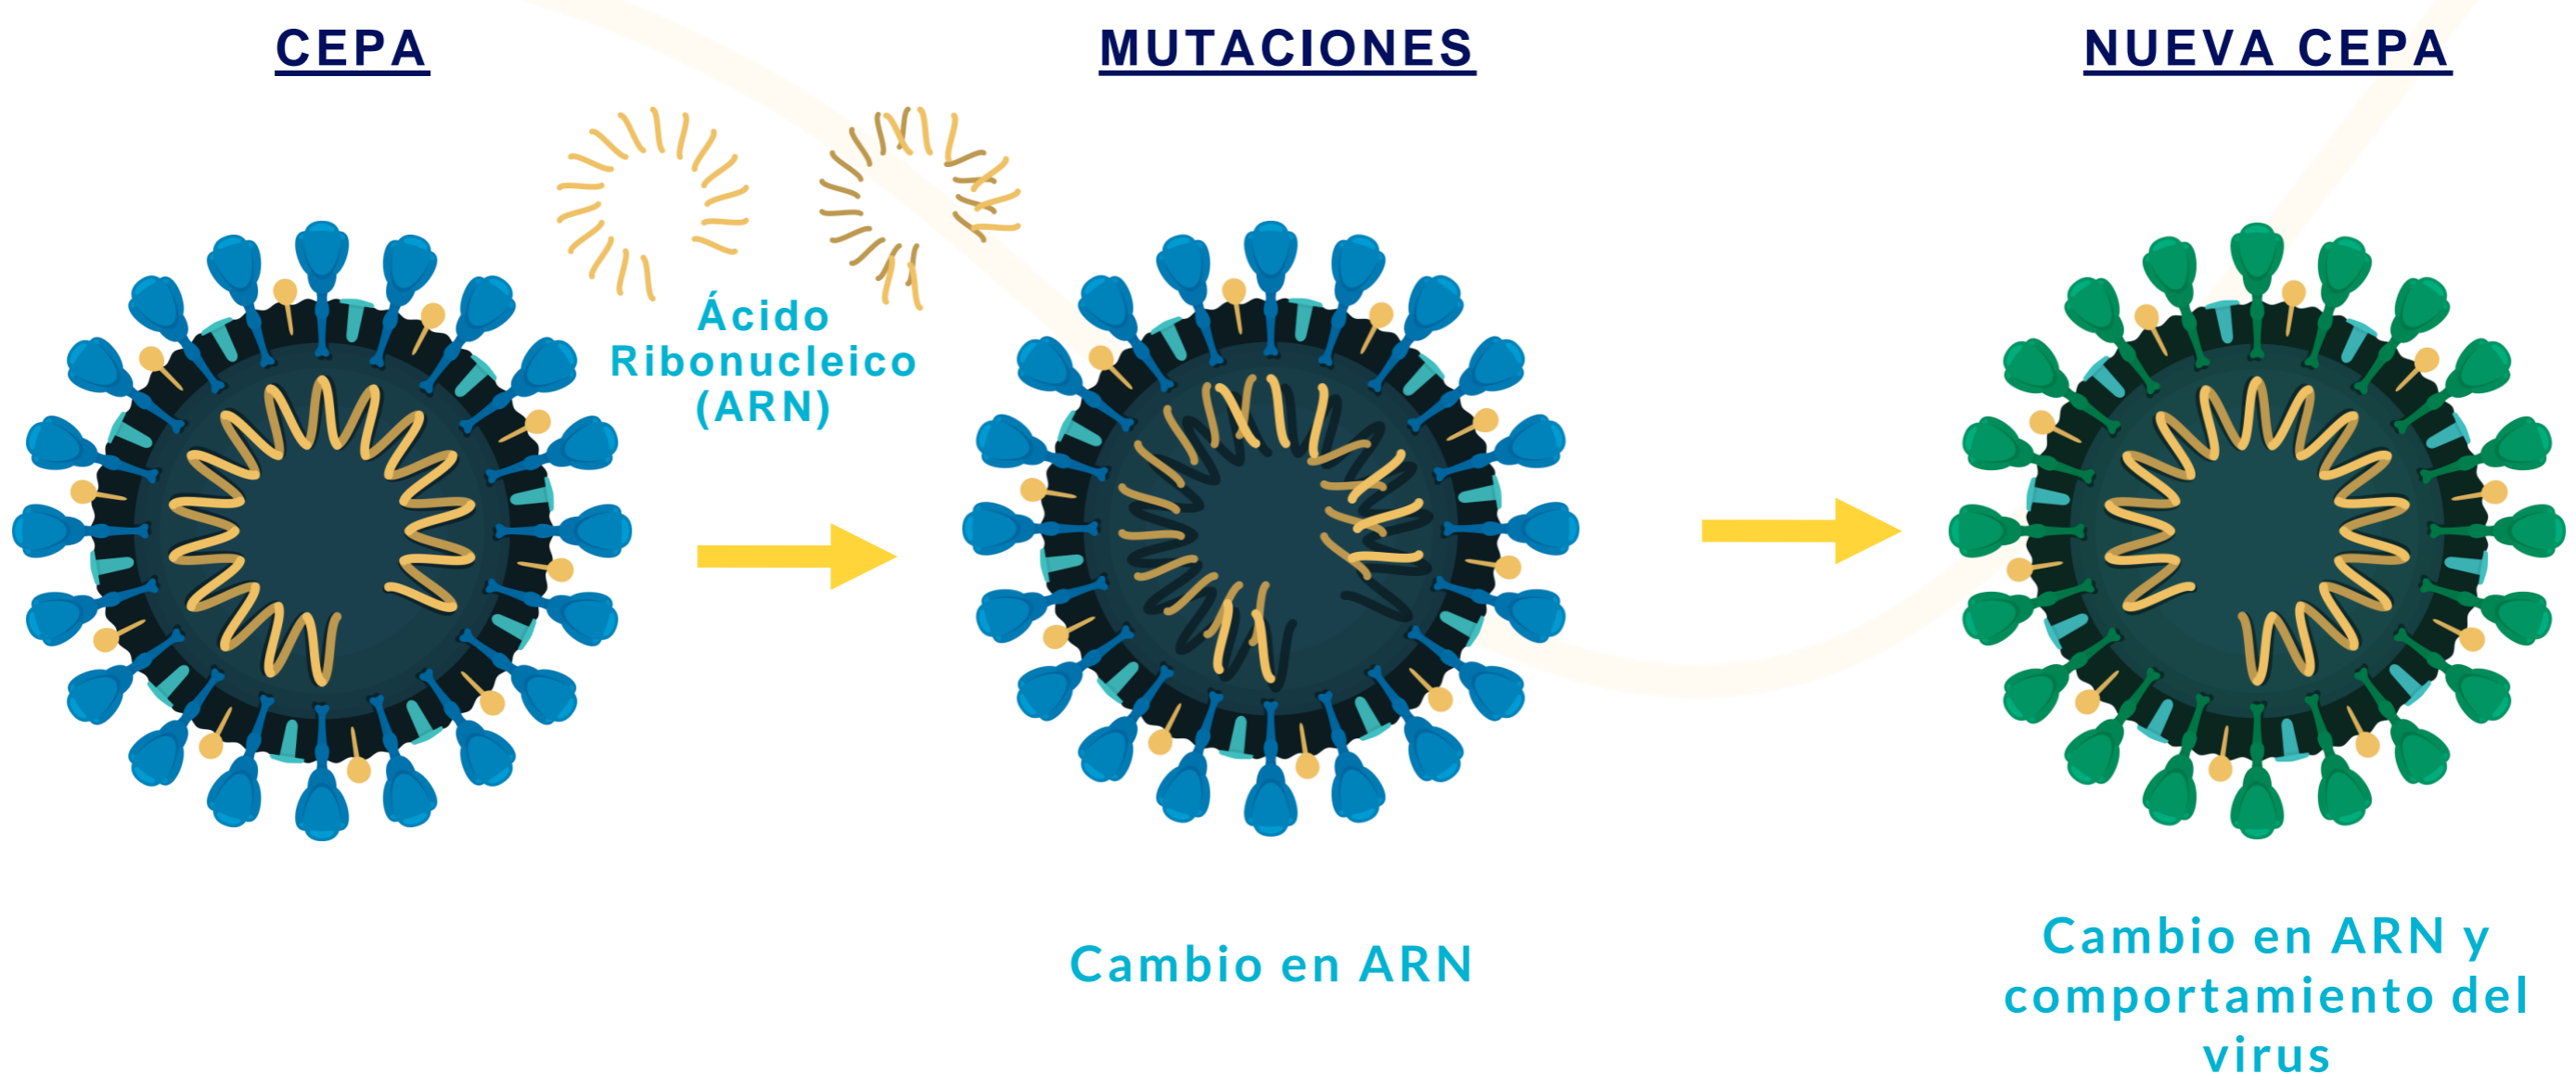 CEPA
MUTACIONES
NUEVA CEPA
Ácido
Ribonucleico
(ARN)
Cambio en ARN
Cambio en ARN y
comportamiento del
virus